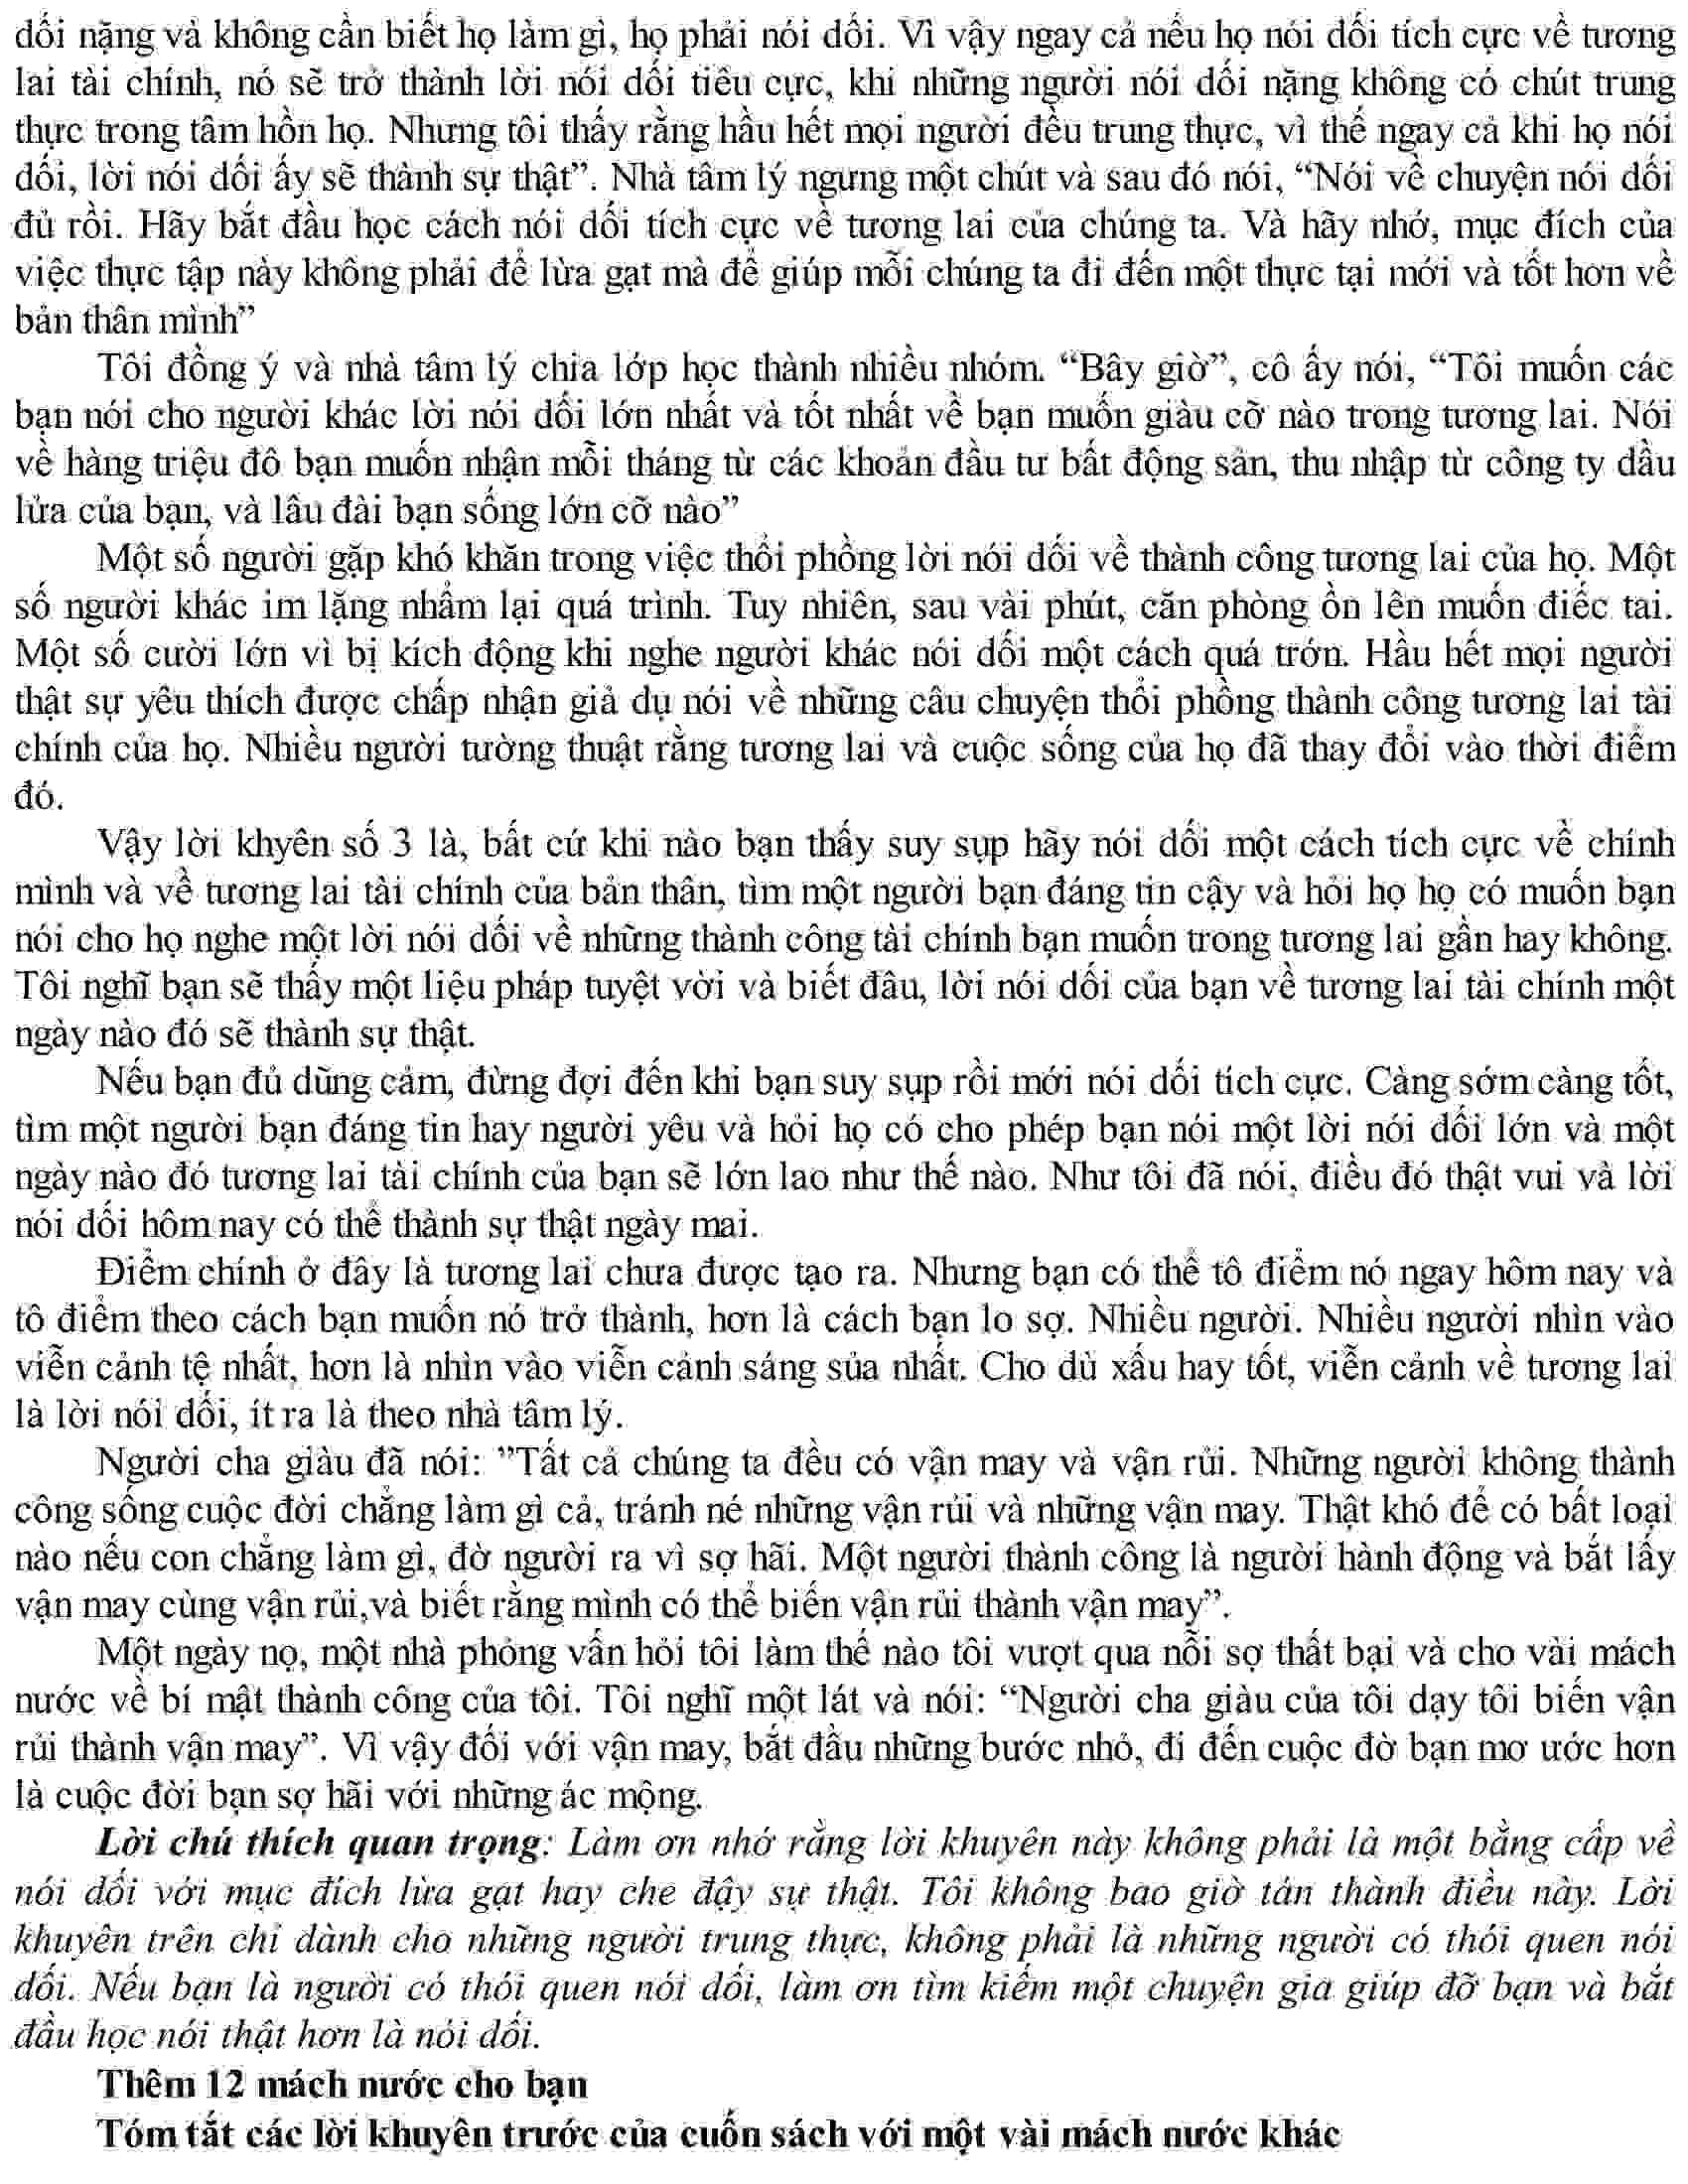 dối nặng và không cần biết họ làm gì, họ phải nói dối. Vì vậy ngay cả nếu họ nói dối tích cực về tương
lai tài chính, nó sẽ trở thành lời nói dối tiêu cực, khi những người nói dối nặng không có chút trung
thực trong tâm hồn họ. Nhưng tôi thấy rằng hầu hết mọi người đều trung thực, vì thế ngay cả khi họ nói
dối, lời nói dối ấy sẽ thành sự thật”. Nhà tâm lý ngưng một chút và sau đó nói, “Nói về chuyện nói dối
đủ rồi. Hãy bắt đầu học cách nói dối tích cực về tương lai của chúng ta. Và hãy nhớ, mục đích của
việc thực tập này không phải để lừa gạt mà để giúp mỗi chúng ta đi đến một thực tại mới và tốt hơn về
bản thân mình”
Tôi đồng ý và nhà tâm lý chia lớp học thành nhiều nhóm. “Bây giờ”, cô ấy nói, “Tôi muốn các
bạn nói cho người khác lời nói dối lớn nhất và tốt nhất về bạn muốn giàu cỡ nào trong tương lai. Nói
về hàng triệu đô bạn muốn nhận mỗi tháng từ các khoản đầu tư bất động sản, thu nhập từ công ty dầu
lửa của bạn, và lâu đài bạn sống lớn cỡ nào”
Một số người gặp khó khăn trong việc thổi phồng lời nói dối về thành công tương lai của họ. Một
số người khác im lặng nhẩm lại quá trình. Tuy nhiên, sau vài phút, căn phòng ồn lên muốn điếc tai.
Một số cười lớn vì bị kích động khi nghe người khác nói dối một cách quá trớn. Hầu hết mọi người
thật sự yêu thích được chấp nhận giả dụ nói về những câu chuyện thổi phồng thành công tương lai tài
chính của họ. Nhiều người tường thuật rằng tương lai và cuộc sống của họ đã thay đổi vào thời điểm
đó.
Vậy lời khyên số 3 là, bất cứ khi nào bạn thấy suy sụp hãy nói dối một cách tích cực về chính
mình và về tương lai tài chính của bản thân, tìm một người bạn đáng tin cậy và hỏi họ họ có muốn bạn
nói cho họ nghe một lời nói dối về những thành công tài chính bạn muốn trong tương lai gần hay không.
Tôi nghĩ bạn sẽ thấy một liệu pháp tuyệt vời và biết đâu, lời nói dối của bạn về tương lai tài chính một
ngày nào đó sẽ thành sự thật.
Nếu bạn đủ dũng cảm, đừng đợi đến khi bạn suy sụp rồi mới nói dối tích cực. Càng sớm càng tốt,
tìm một người bạn đáng tin hay người yêu và hỏi họ có cho phép bạn nói một lời nói dối lớn và một
ngày nào đó tương lai tài chính của bạn sẽ lớn lao như thế nào. Như tôi đã nói, điều đó thật vui và lời
nói dối hôm nay có thể thành sự thật ngày mai.
Điểm chính ở đây là tương lai chưa được tạo ra. Nhưng bạn có thể tô điểm nó ngay hôm nay và
tô điểm theo cách bạn muốn nó trở thành, hơn là cách bạn lo sợ. Nhiều người. Nhiều người nhìn vào
viễn cảnh tệ nhất, hơn là nhìn vào viễn cảnh sáng sủa nhất. Cho dù xấu hay tốt, viễn cảnh về tương lai
là lời nói dối, ít ra là theo nhà tâm lý.
Người cha giàu đã nói: ”Tất cả chúng ta đều có vận may và vận rủi. Những người không thành
công sống cuộc đời chẳng làm gì cả, tránh né những vận rủi và những vận may. Thật khó để có bất loại
nào nếu con chẳng làm gì, đờ người ra vì sợ hãi. Một người thành công là người hành động và bắt lấy
vận may cùng vận rủi,và biết rằng mình có thể biến vận rủi thành vận may”.
Một ngày nọ, một nhà phỏng vấn hỏi tôi làm thế nào tôi vượt qua nỗi sợ thất bại và cho vài mách
nước về bí mật thành công của tôi. Tôi nghĩ một lát và nói: “Người cha giàu của tôi dạy tôi biến vận
rủi thành vận may”. Vì vậy đối với vận may, bắt đầu những bước nhỏ, đi đến cuộc đờ bạn mơ ước hơn
là cuộc đời bạn sợ hãi với những ác mộng.
Lời chú thích quan trọng: Làm ơn nhớ rằng lời khuyên này không phải là một bằng cấp về
nói dối với mục đích lừa gạt hay che đậy sự thật. Tôi không bao giờ tán thành điều này. Lời
khuyên trên chỉ dành cho những người trung thực, không phải là những người có thói quen nói
dối. Nếu bạn là người có thói quen nói dối, làm ơn tìm kiếm một chuyện gia giúp đỡ bạn và bắt
đầu học nói thật hơn là nói dối.
Thêm 12 mách nước cho bạn
Tóm tắt các lời khuyên trước của cuốn sách với một vài mách nước khác